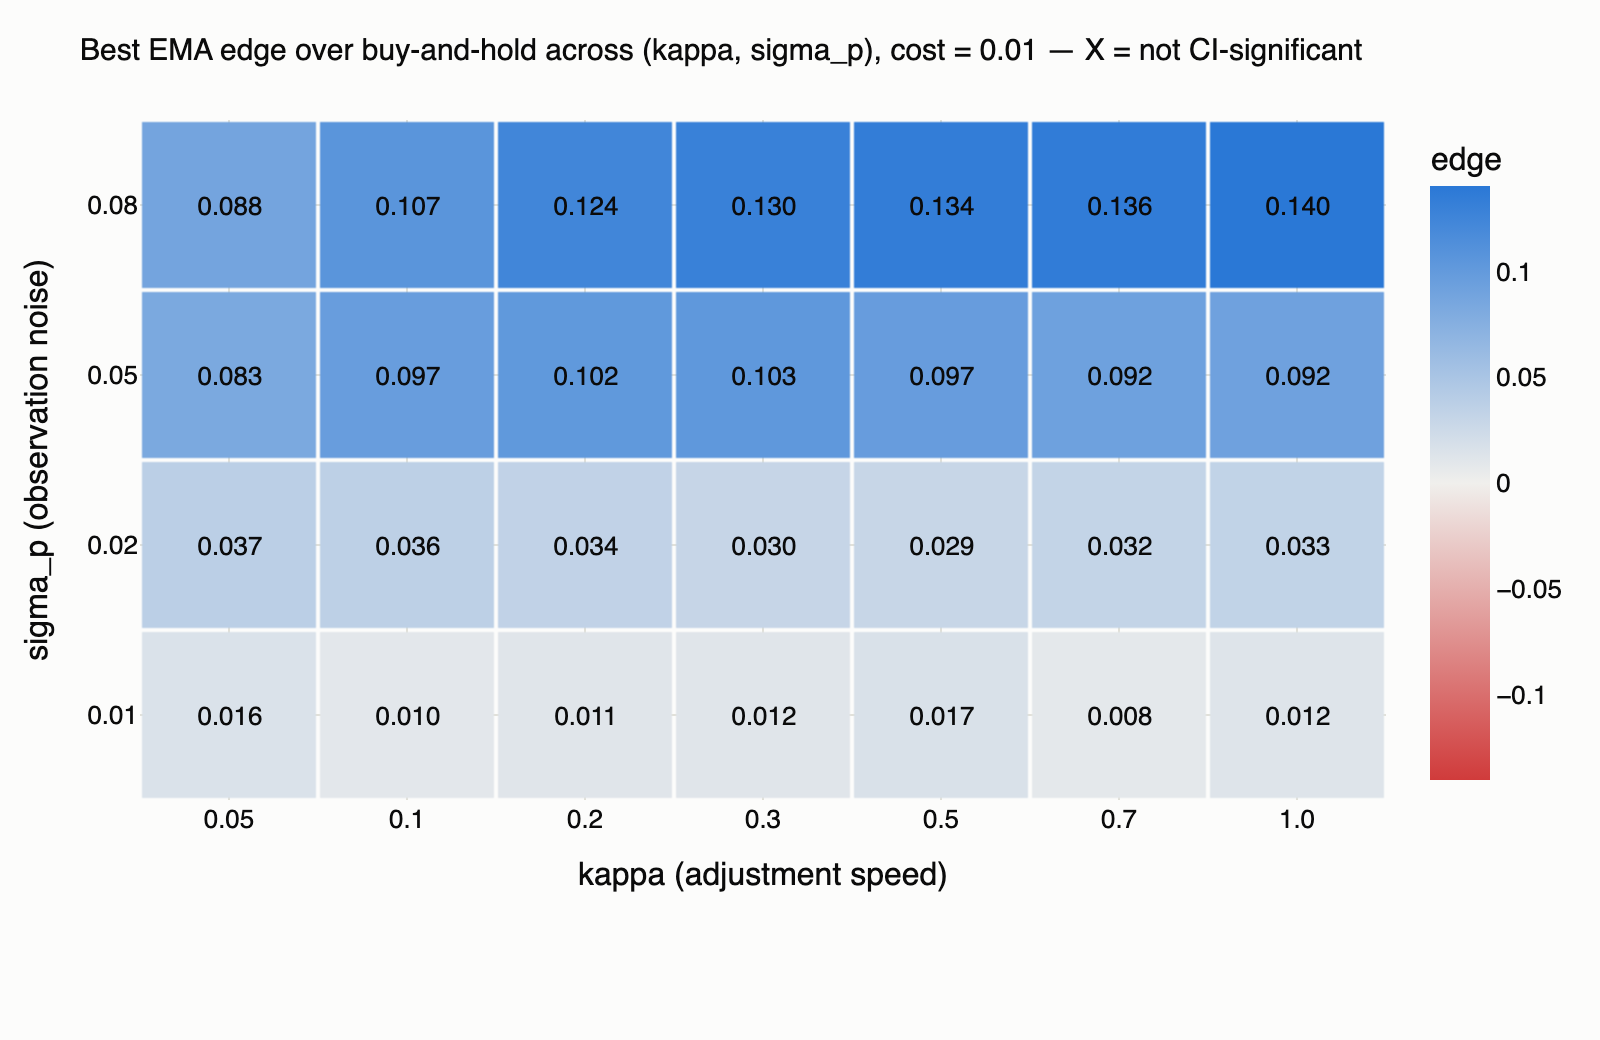 Best EMA edge over buy-and-hold across (kappa, sigma_p), cost = 0.01 — X = not CI-significant
edge
0.08 0.088 0.107 0.124 0.130 0.134 0.136 0.140
0.05 0.083 0.097 0.102 0.103 0.097 0.092 0.092
0.02 0.037 0.036 0.034 0.030 0.029 0.032 0.033
0.01 0.016 0.010 0.011 0.012 0.017 0.008 0.012
0.05 0.1 0.2 0.3 0.5 0.7 1.0
kappa (adjustment speed)
sigma_p (observation noise)
0.1
0.05
0
−0.05
−0.1